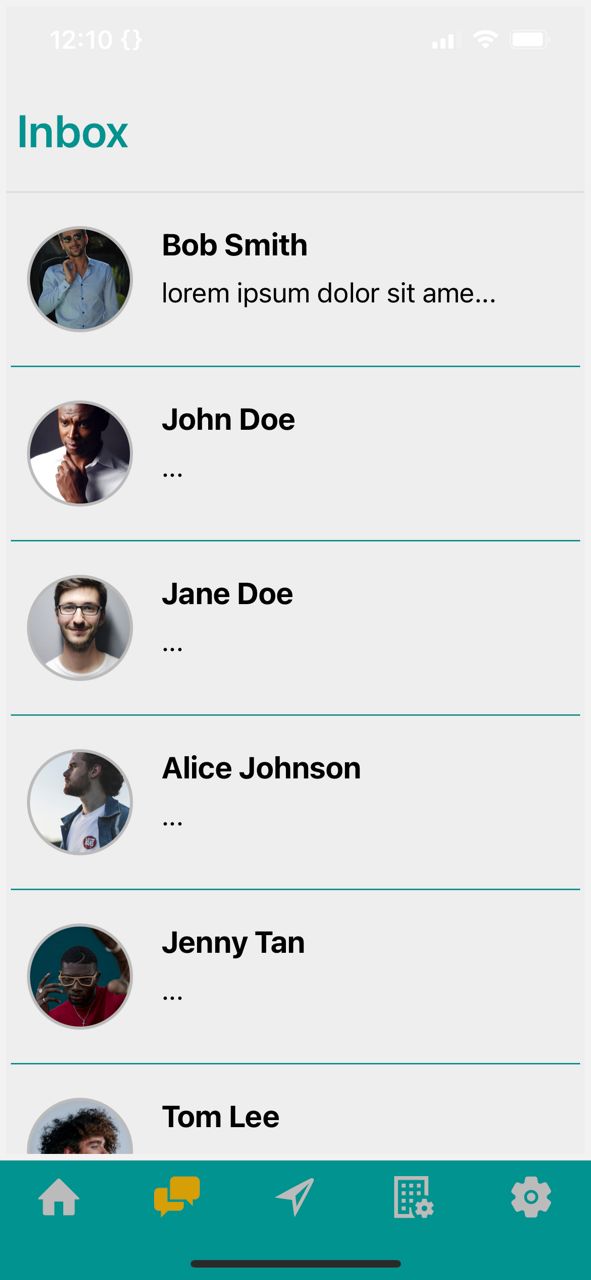 12:10 {}
Inbox
Bob Smith
lorem ipsum dolor sit ame...
John Doe
...
Jane Doe
...
Alice Johnson
...
Jenny Tan
...
Tom Lee